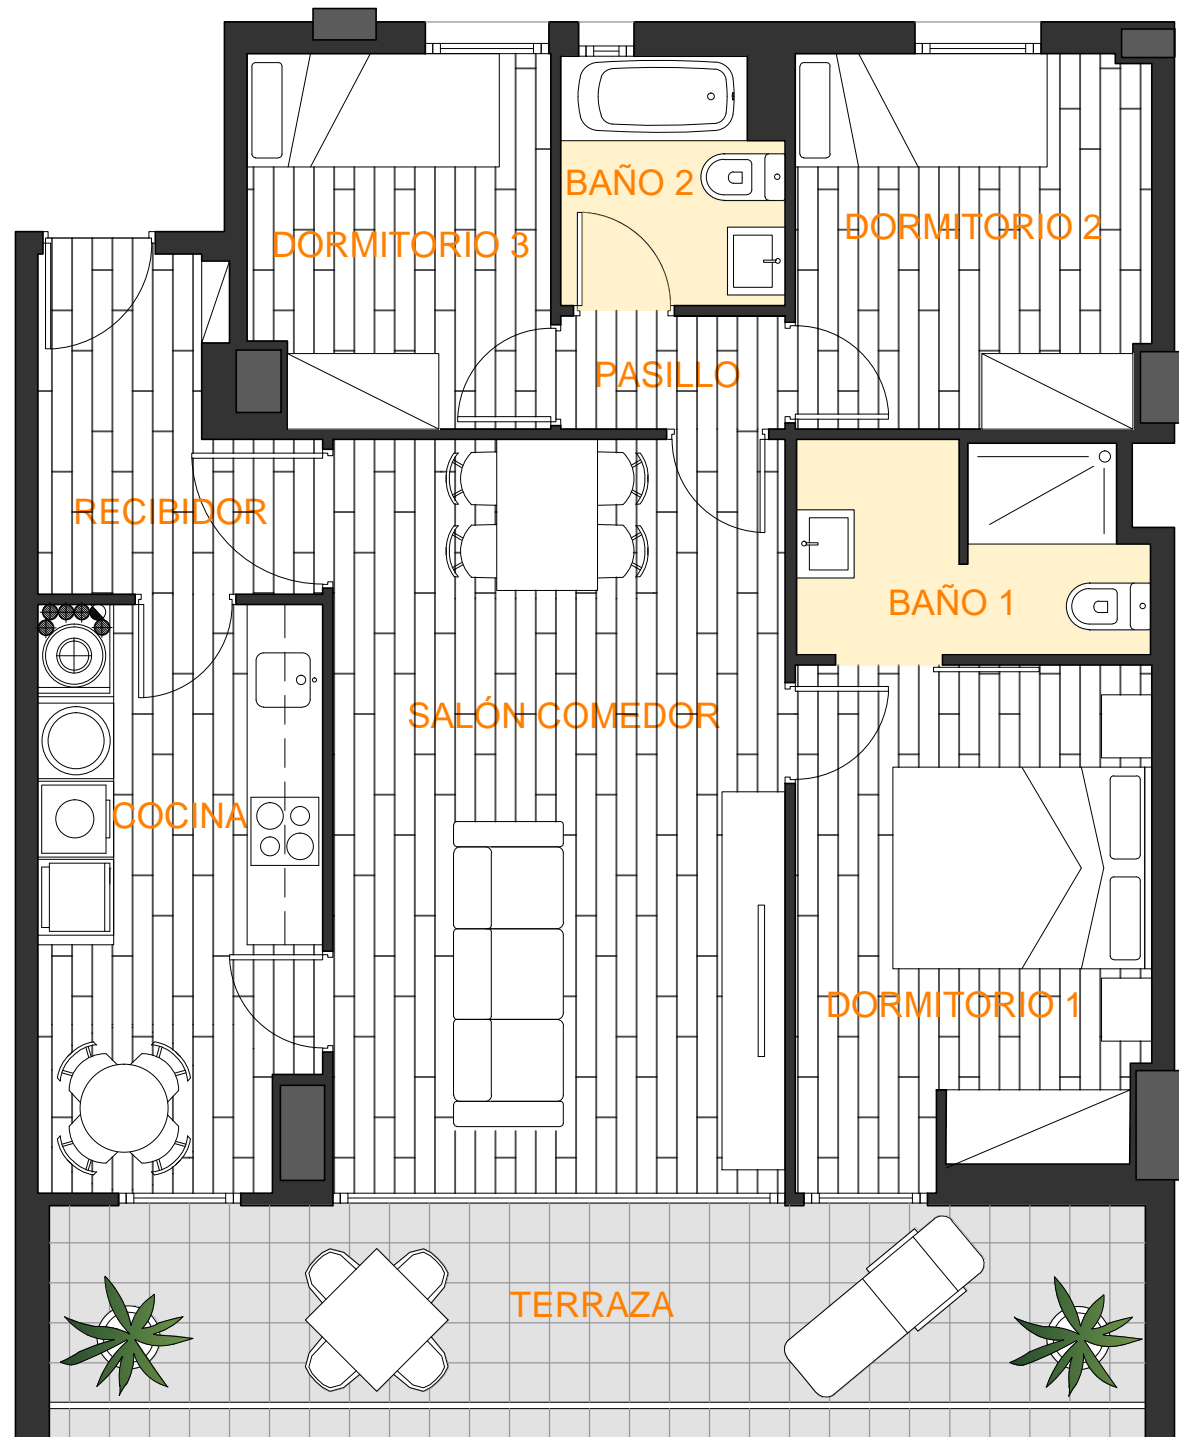 BAÑO 2
DORMITORIO 3
DORMITORIO 2
PASILLO
RECIBIDOR
BAÑO 1
SALÓN COMEDOR
COCINA
DORMITORIO 1
TERRAZA